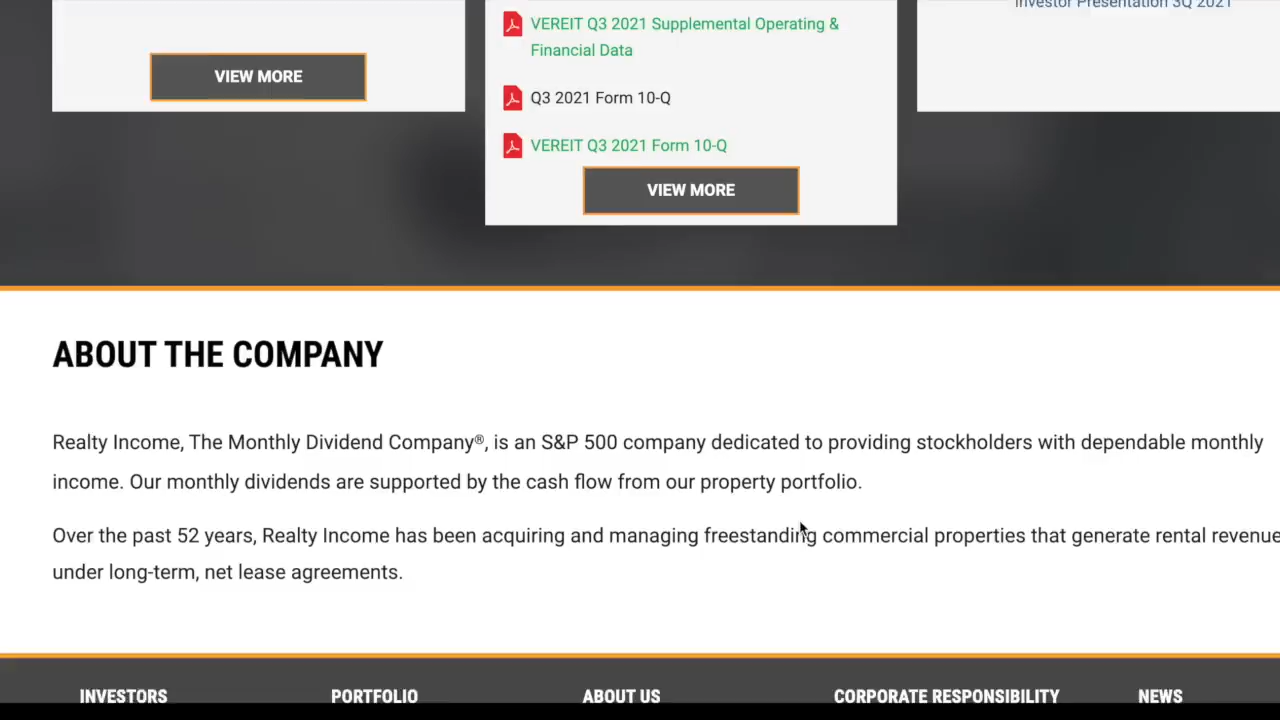 Investor Presentation 3Q 2021
VEREIT Q3 2021 Supplemental Operating &
Financial Data
VIEW MORE
Q3 2021 Form 10-Q
VEREIT Q3 2021 Form 10-Q
VIEW MORE
ABOUT THE COMPANY
Realty Income, The Monthly Dividend Company®, is an S&P 500 company dedicated to providing stockholders with dependable monthly
income. Our monthly dividends are supported by the cash flow from our property portfolio.
Over the past 52 years, Realty Income has been acquiring and managing freestanding commercial properties that generate rental revenue
under long-term, net lease agreements.
INVESTORS
PORTFOLIO
ABOUT US
CORPORATE RESPONSIBILITY
NEWS